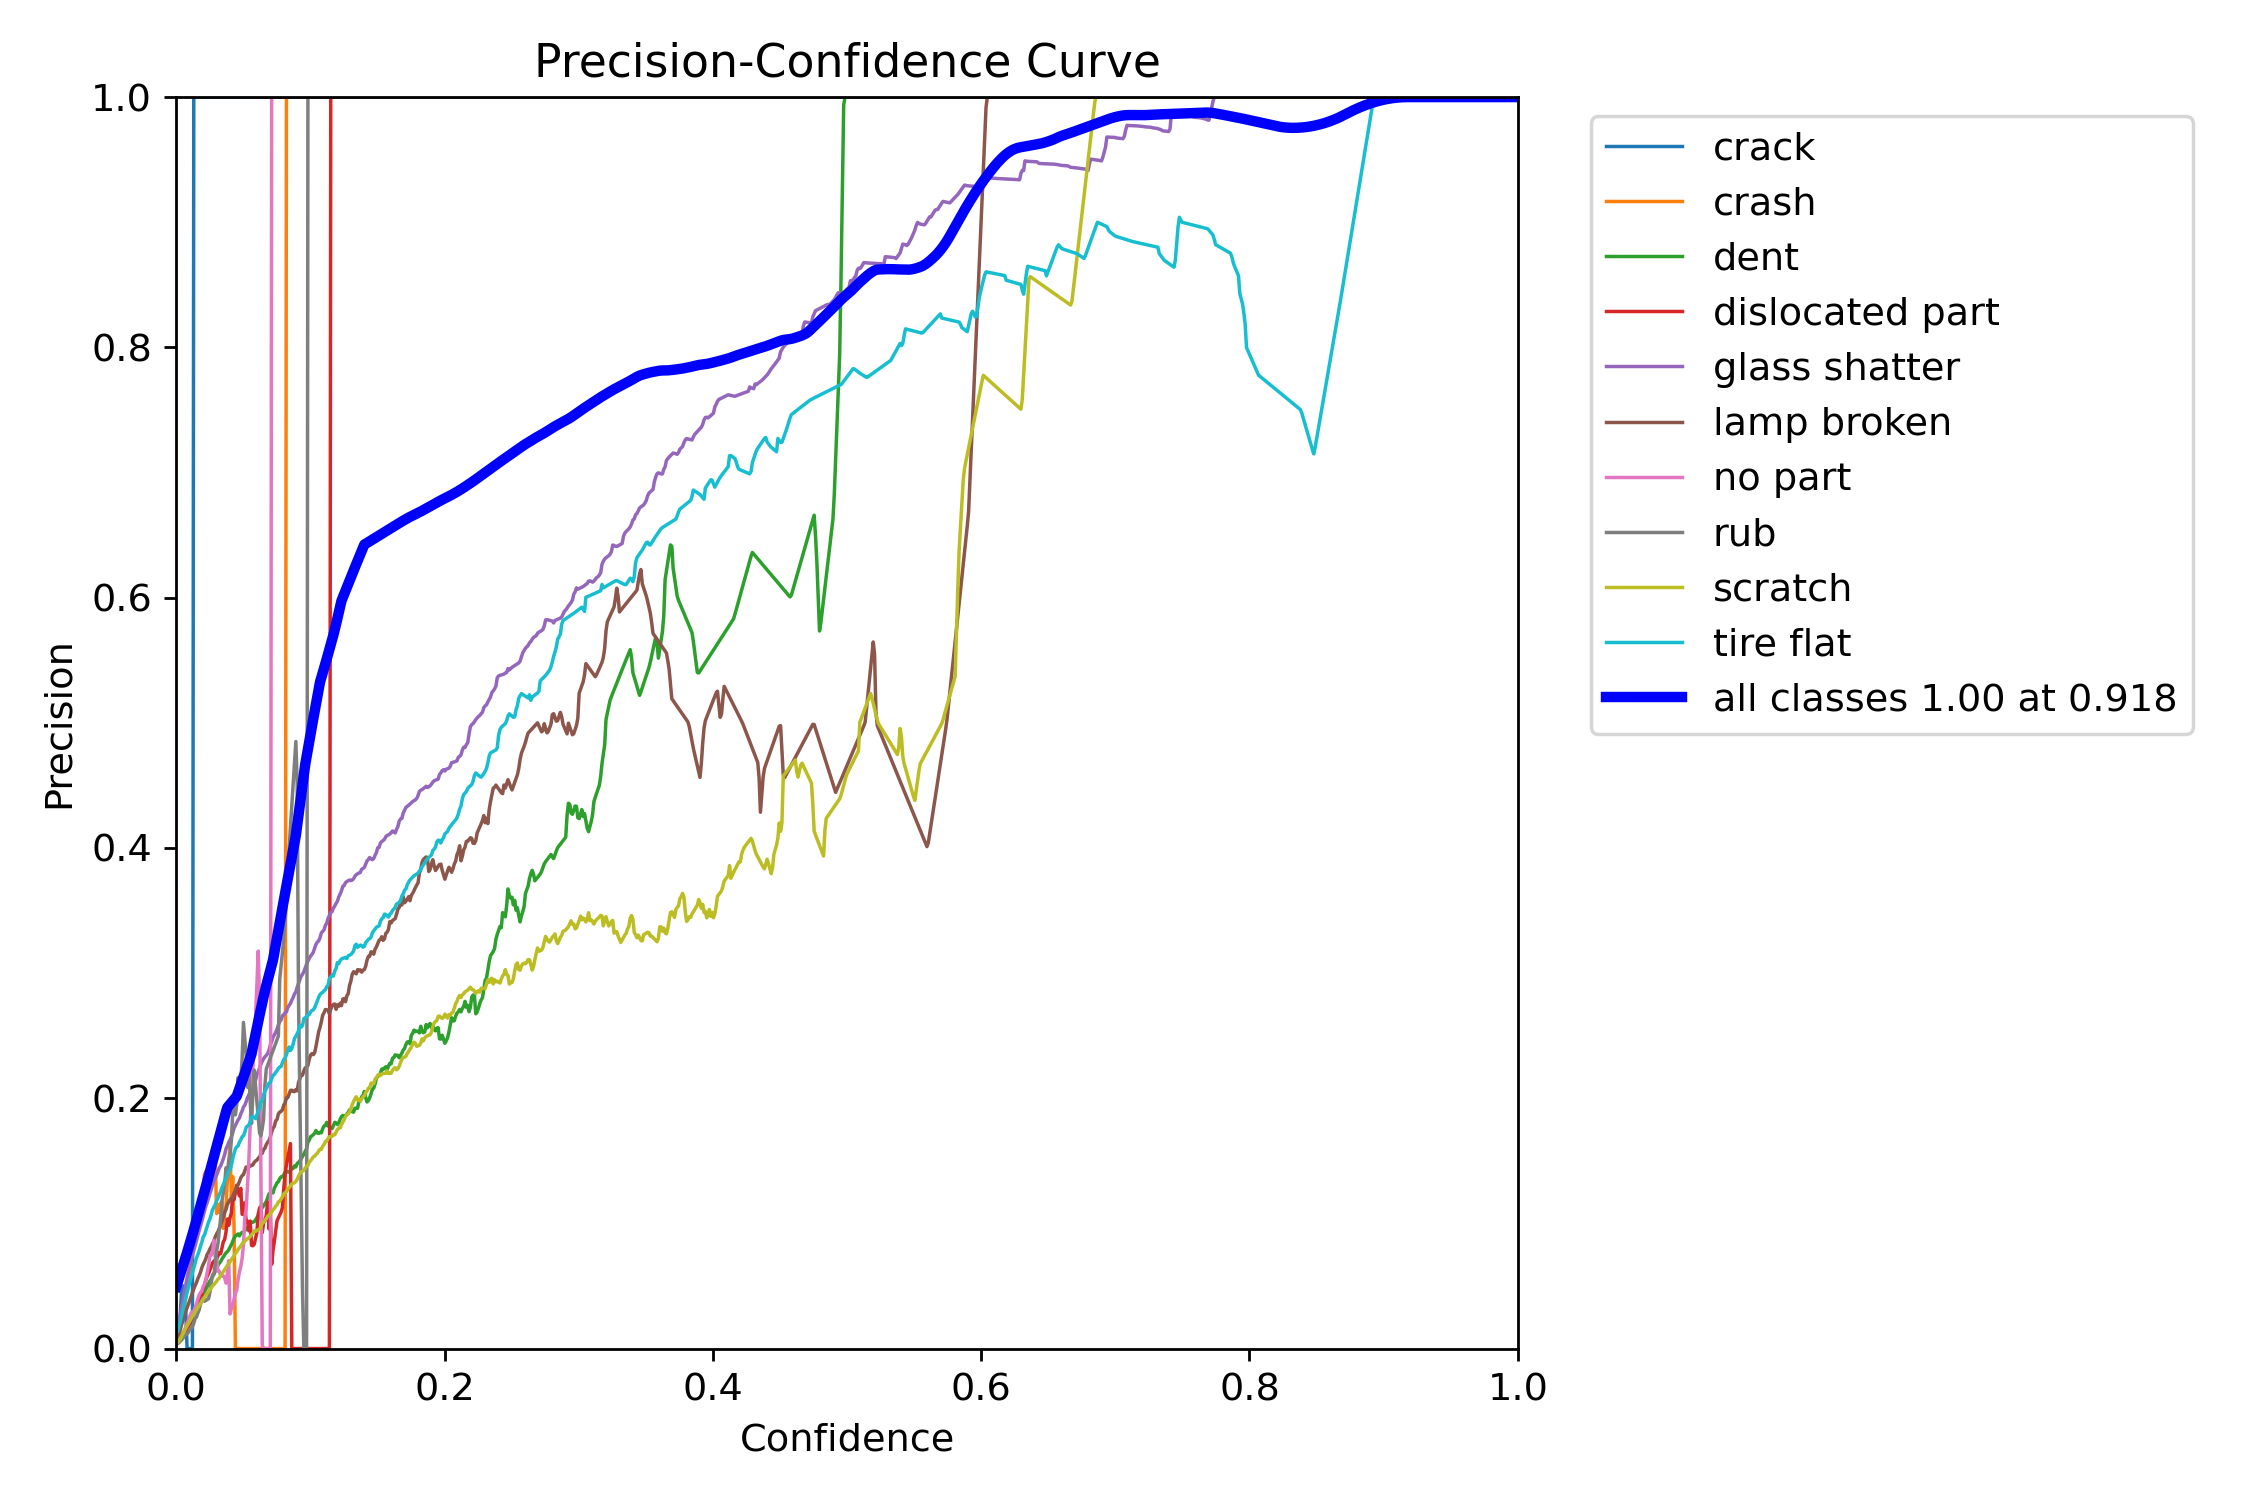 Precision-Confidence Curve
1.0
0.8
0.6
0.4
0.2
0.0
Precision
0.0 0.2 0.4 0.6 0.8 1.0
Confidence
crack
crash
dent
dislocated part
glass shatter
lamp broken
no part
rub
scratch
tire flat
all classes 1.00 at 0.918